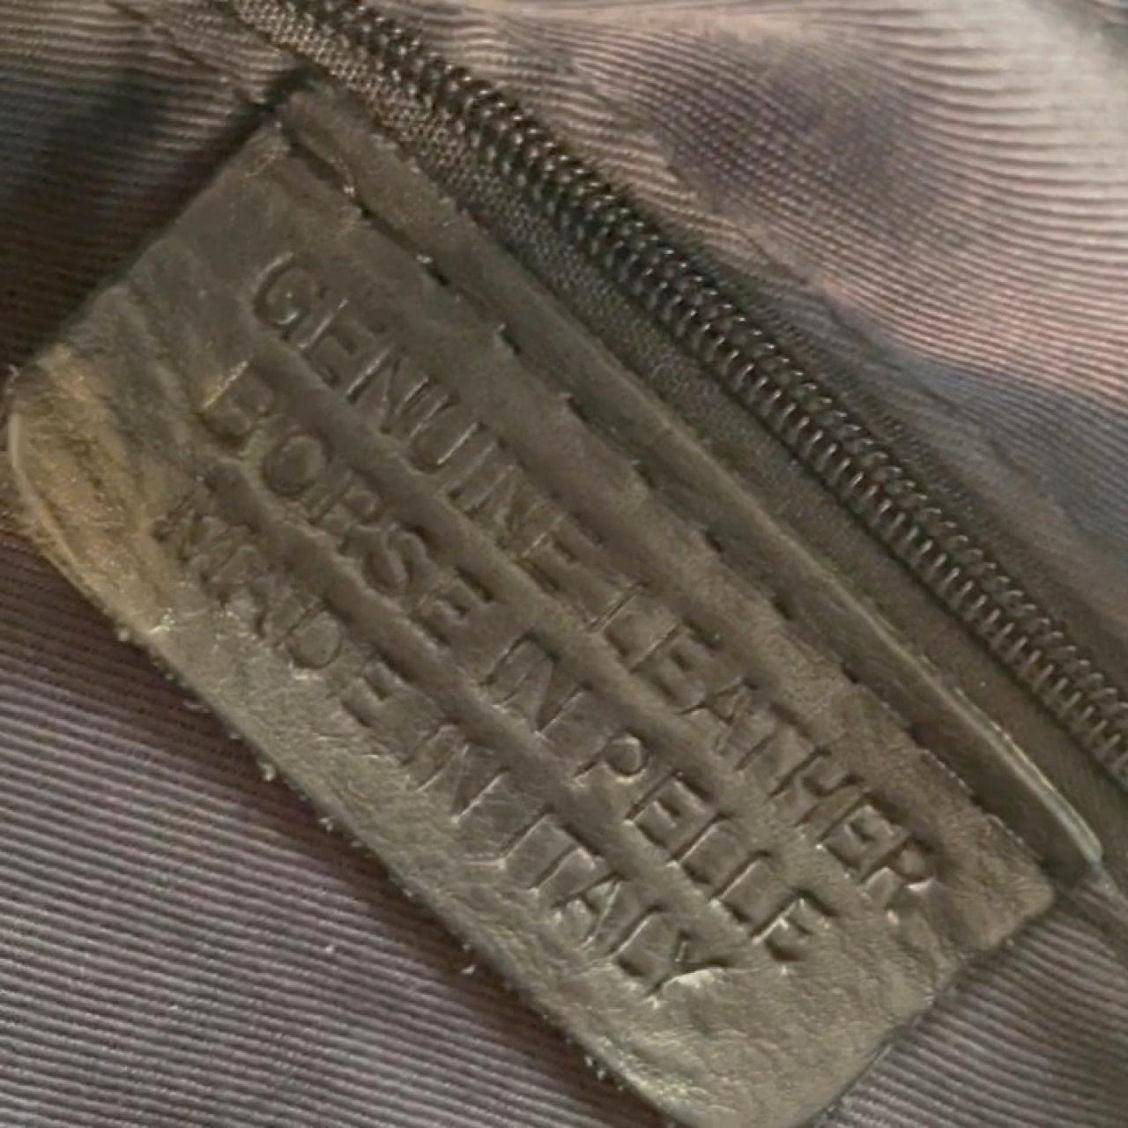 GENUINE LEATHER
BORSE IN PELLE
MADE IN ITALY